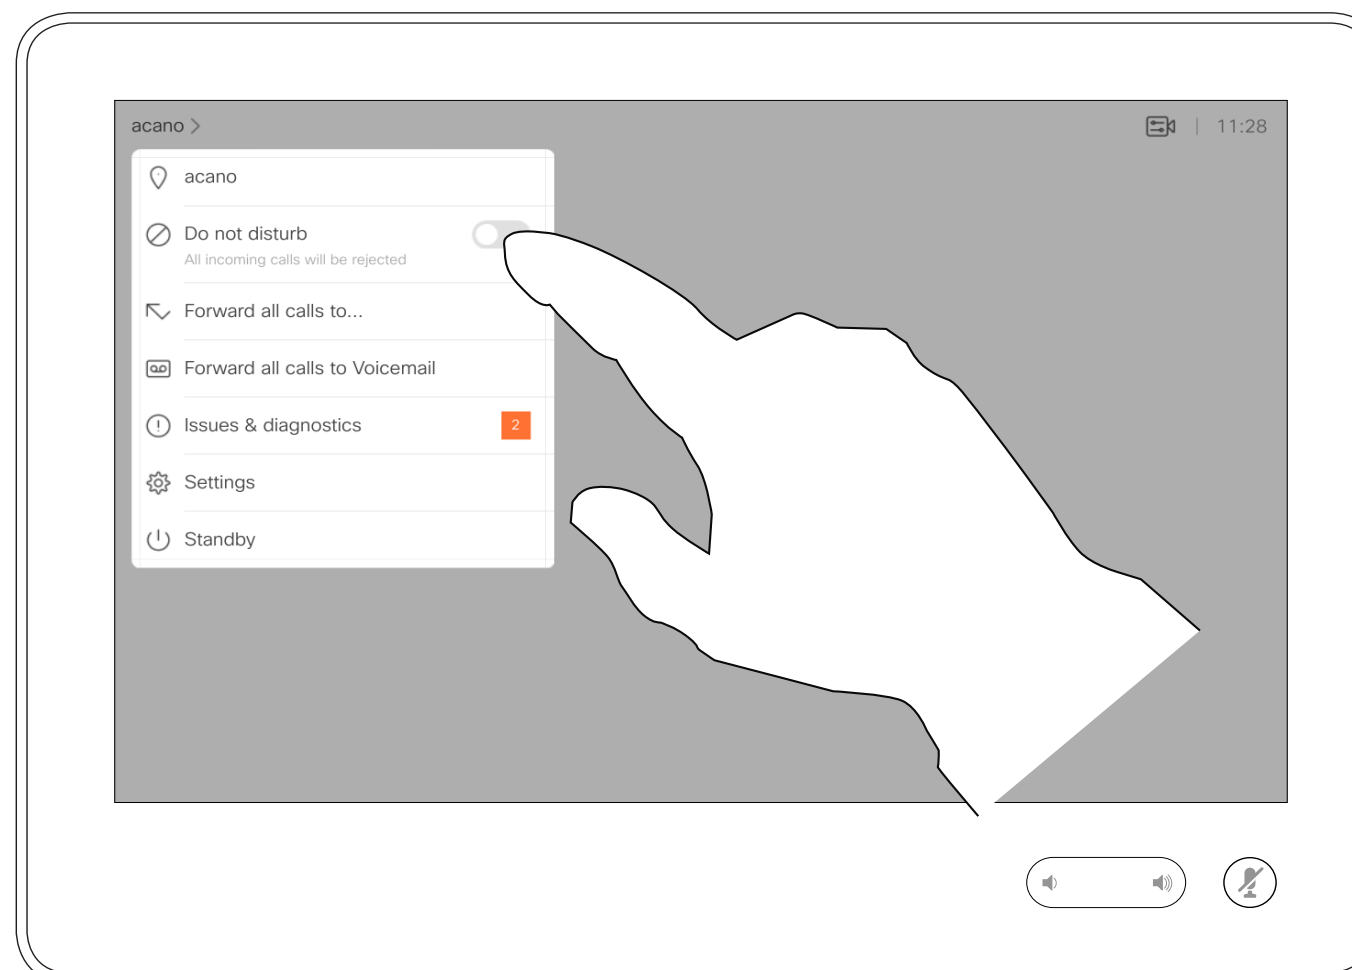 acano
11:28
acano
Do not disturb
All incoming calls will be rejected
Forward all calls to...
Forward all calls to Voicemail
Issues & diagnostics 2
Settings
Standby